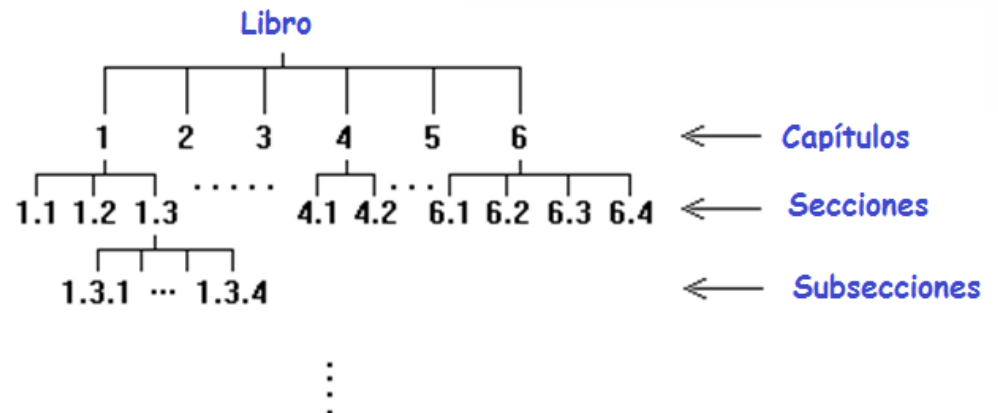 Libro
1 2 3 4 5 6 Capítulos
..... ...
1.1 1.2 1.3 4.1 4.2 6.1 6.2 6.3 6.4 Secciones
1.3.1 ... 1.3.4 Subsecciones